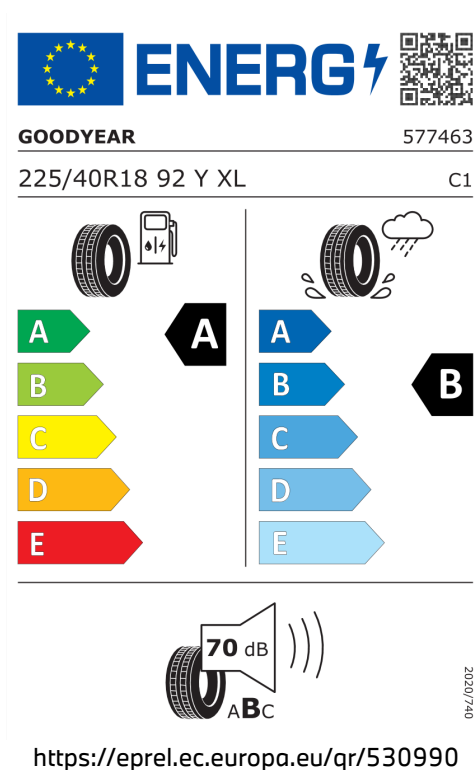 ENERG
GOODYEAR 577463
225/40R18 92 Y XL C1
A A A
B B B
C C
D D
E E
70 dB
ABC
2020/740
https://eprel.ec.europa.eu/qr/530990